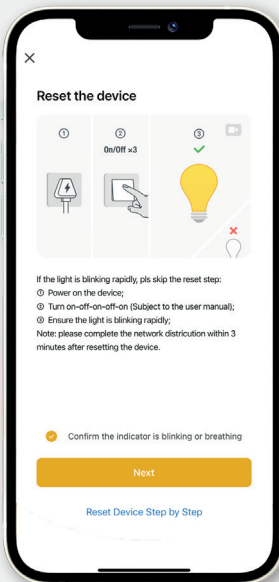 Reset the device
①
②
③
On/Off ×3
If the light is blinking rapidly, pls skip the reset step:
① Power on the device;
② Turn on-off-on-off-on (Subject to the user manual);
③ Ensure the light is blinking rapidly;
Note: please complete the network districution within 3
minutes after resetting the device.
Confirm the indicator is blinking or breathing
Next
Reset Device Step by Step